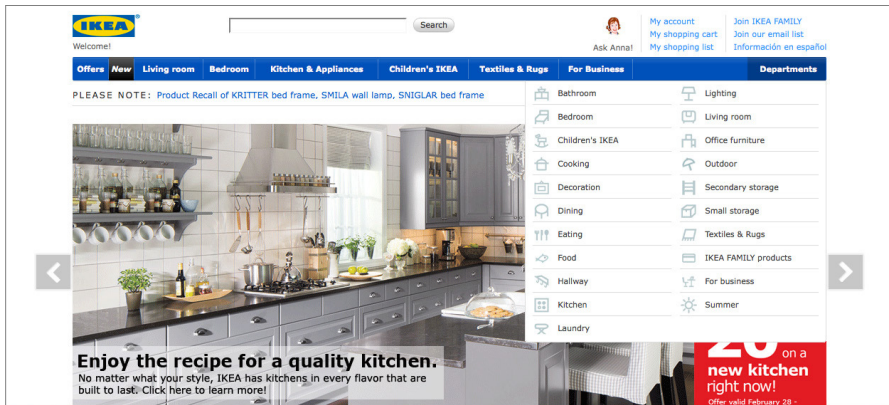 IKEA®
Search
Welcome!
Ask Anna!
My account
My shopping cart
My shopping list
Join IKEA FAMILY
Join our email list
Información en español
Offers New Living room Bedroom Kitchen & Appliances Children's IKEA Textiles & Rugs For Business Departments
PLEASE NOTE: Product Recall of KRITTER bed frame, SMILA wall lamp, SNIGLAR bed frame
Bathroom
Bedroom
Children's IKEA
Cooking
Decoration
Dining
Eating
Food
Hallway
Kitchen
Laundry
Lighting
Living room
Office furniture
Outdoor
Secondary storage
Small storage
Textiles & Rugs
IKEA FAMILY products
For business
Summer
Enjoy the recipe for a quality kitchen.
No matter what your style, IKEA has kitchens in every flavor that are
built to last. Click here to learn more!
20 on a
new kitchen
right now!
Offer valid February 28 -